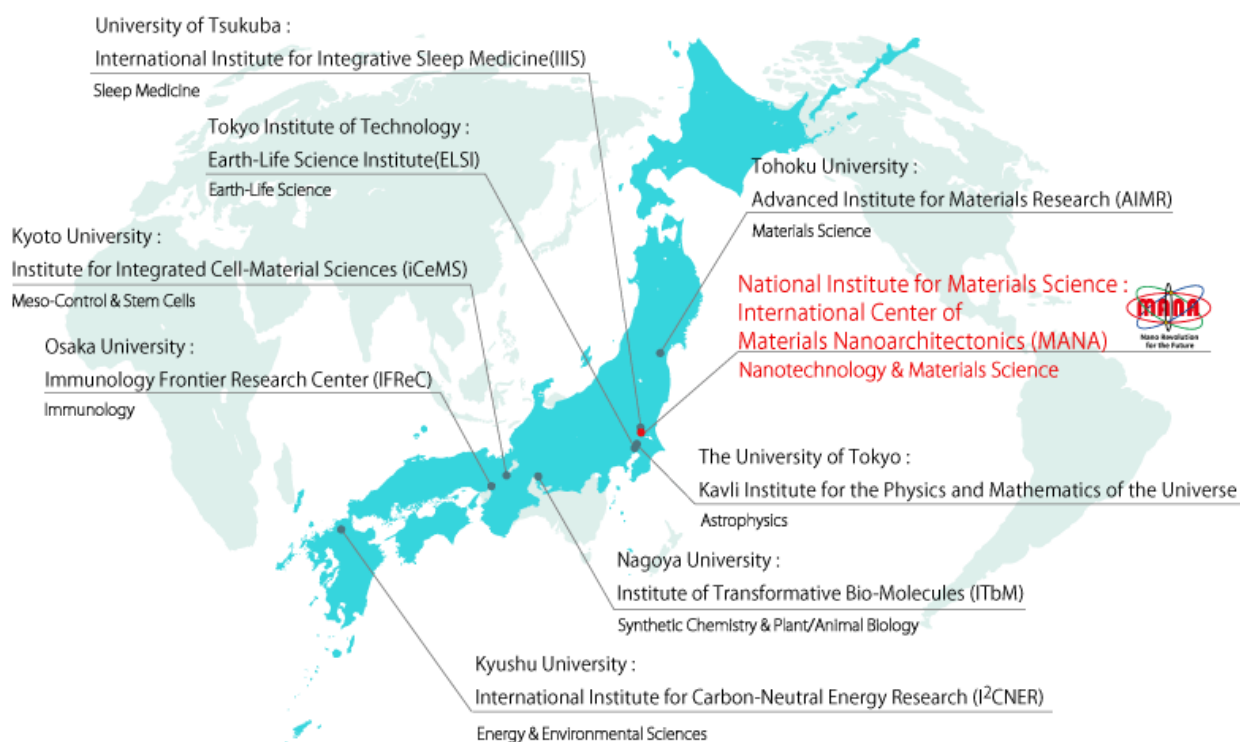 University of Tsukuba :
International Institute for Integrative Sleep Medicine(IIIS)
Sleep Medicine
Tokyo Institute of Technology :
Earth-Life Science Institute(ELSI)
Earth-Life Science
Kyoto University :
Institute for Integrated Cell-Material Sciences (iCeMS)
Meso-Control & Stem Cells
Osaka University :
Immunology Frontier Research Center (IFReC)
Immunology
Tohoku University :
Advanced Institute for Materials Research (AIMR)
Materials Science
National Institute for Materials Science :
International Center of
Materials Nanoarchitectonics (MANA)
Nanotechnology & Materials Science
MANA
Nano Revolution
for the Future
The University of Tokyo :
Kavli Institute for the Physics and Mathematics of the Universe
Astrophysics
Nagoya University :
Institute of Transformative Bio-Molecules (ITbM)
Synthetic Chemistry & Plant/Animal Biology
Kyushu University :
International Institute for Carbon-Neutral Energy Research (I²CNER)
Energy & Environmental Sciences